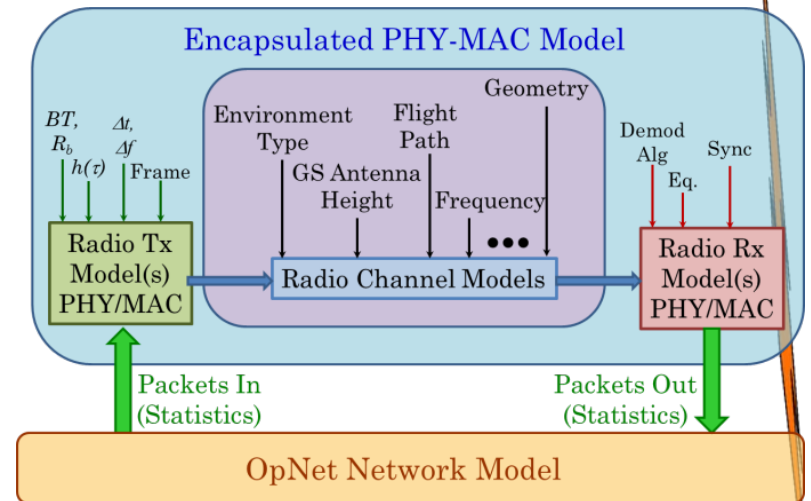 Encapsulated PHY-MAC Model
BT,
R_b
h(τ)
Δt,
Δf
Frame
Environment
Type
GS Antenna
Height
Flight
Path
Frequency
Geometry
•••
Demod
Alg
Eq.
Sync
Radio Tx
Model(s)
PHY/MAC
Radio Channel Models
Radio Rx
Model(s)
PHY/MAC
Packets In
(Statistics)
Packets Out
(Statistics)
OpNet Network Model